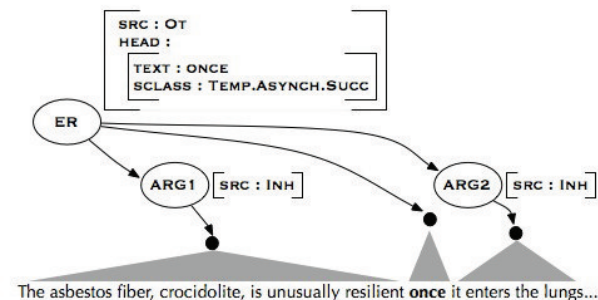 SRC : OT
HEAD :
TEXT : ONCE
SCLASS : TEMP.ASYNCH.SUCC
ER
ARG1 [SRC : INH]
ARG2 [SRC : INH]
The asbestos fiber, crocidolite, is unusually resilient once it enters the lungs...